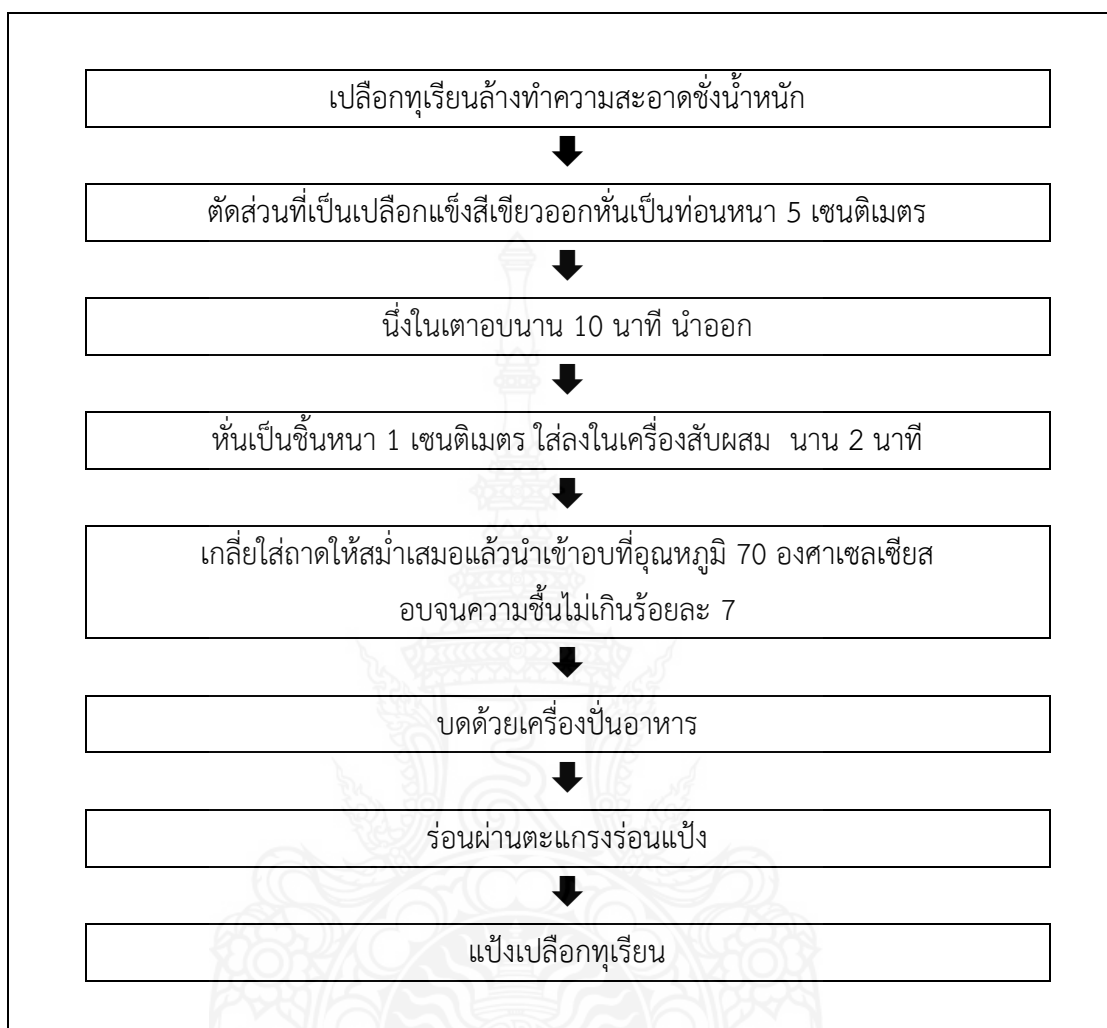 เปลือกทุเรียนล้างทำความสะอาดชั่งน้ำหนัก
ตัดส่วนที่เป็นเปลือกแข็งสีเขียวออกหั่นเป็นท่อนหนา 5 เซนติเมตร
นึ่งในเตาอบนาน 10 นาที นำออก
หั่นเป็นชิ้นหนา 1 เซนติเมตร ใส่ลงในเครื่องสับผสม นาน 2 นาที
เกลี่ยใส่ถาดให้สม่ำเสมอแล้วนำเข้าอบที่อุณหภูมิ 70 องศาเซลเซียส
อบจนความชื้นไม่เกินร้อยละ 7
บดด้วยเครื่องปั่นอาหาร
ร่อนผ่านตะแกรงร่อนแป้ง
แป้งเปลือกทุเรียน